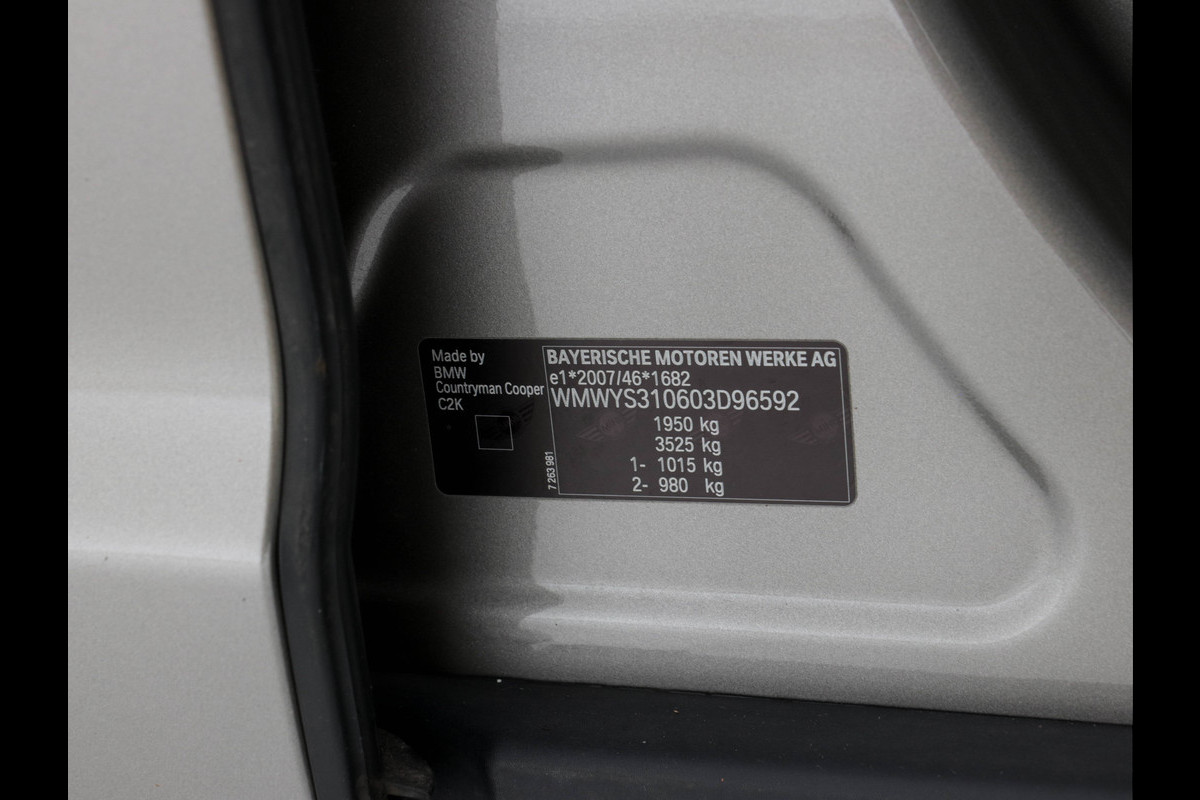 Made by
BMW
Countryman Cooper
C2K
7 263 981
BAYERISCHE MOTOREN WERKE AG
e1*2007/46*1682
WMWYS310603D96592
1950 kg
3525 kg
1- 1015 kg
2- 980 kg